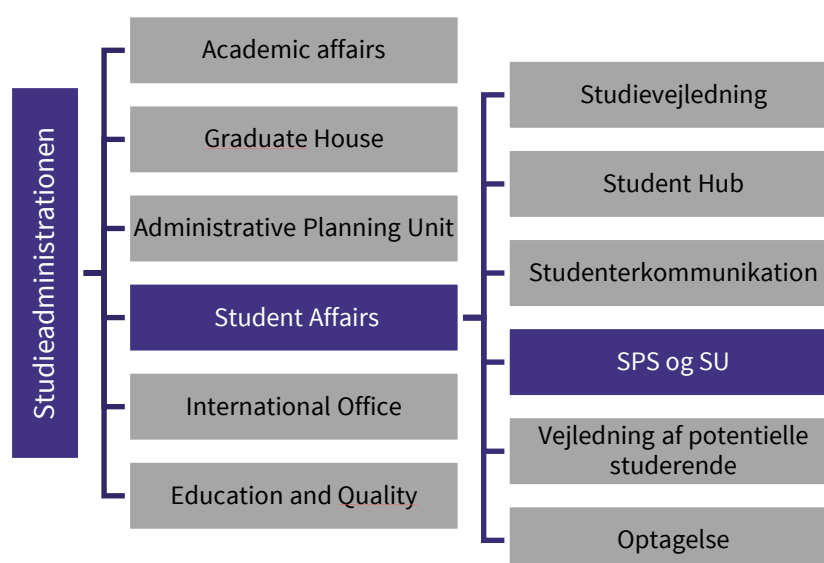 Studieadministrationen
Academic affairs
Graduate House
Administrative Planning Unit
Student Affairs
International Office
Education and Quality
Studievejledning
Student Hub
Studenterkommunikation
SPS og SU
Vejledning af potentielle
studerende
Optagelse